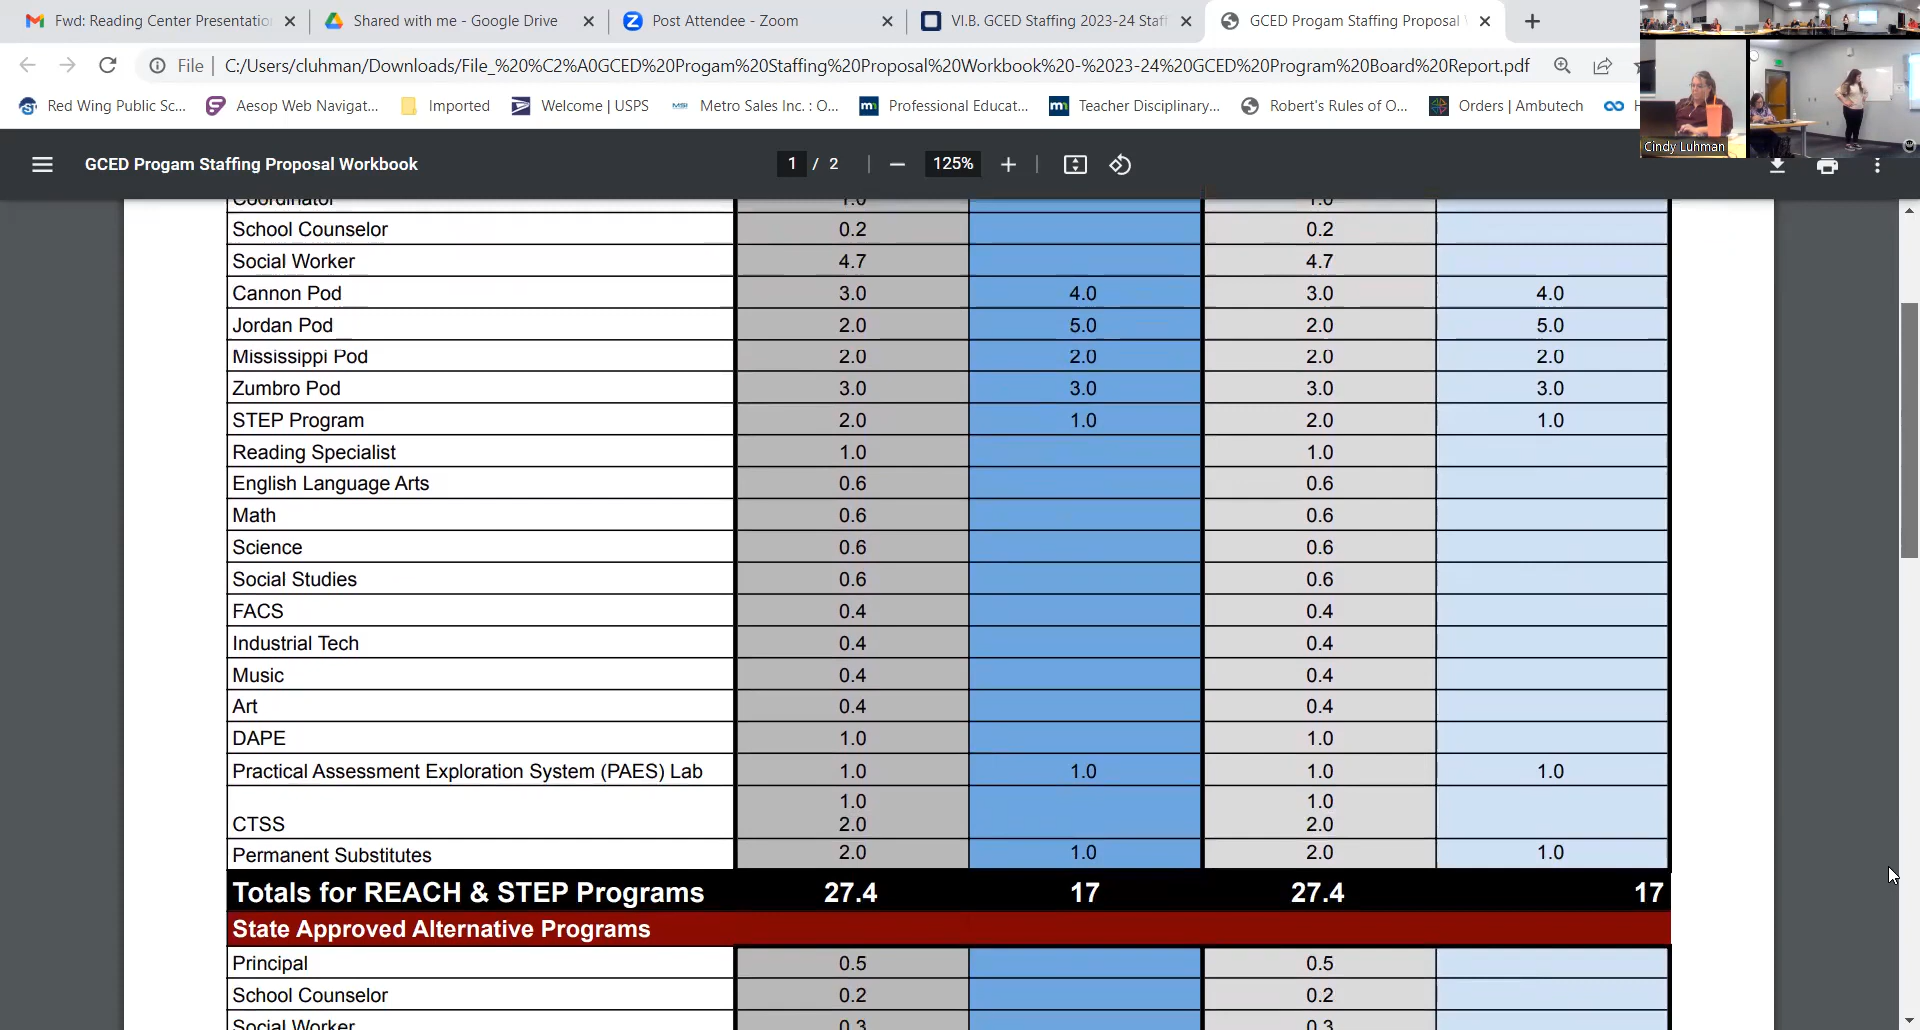 Fwd: Reading Center Presentatio
Shared with me - Google Drive
Post Attendee - Zoom
VI.B. GCED Staffing 2023-24 Staf
GCED Progam Staffing Proposal
File
C:/Users/cluhman/Downloads/File_%20%C2%A0GCED%20Progam%20Staffing%20Proposal%20Workbook%20-%2023-24%20GCED%20Program%20Board%20Report.pdf
Red Wing Public Sc...
Aesop Web Navigat...
Imported
Welcome | USPS
Metro Sales Inc. : O...
Professional Educat...
Teacher Disciplinary...
Robert's Rules of O...
Orders | Ambutech
Cindy Luhman
GCED Progam Staffing Proposal Workbook
1 / 2
125%
Coordinator 1.0 1.0
School Counselor 0.2 0.2
Social Worker 4.7 4.7
Cannon Pod 3.0 4.0 3.0 4.0
Jordan Pod 2.0 5.0 2.0 5.0
Mississippi Pod 2.0 2.0 2.0 2.0
Zumbro Pod 3.0 3.0 3.0 3.0
STEP Program 2.0 1.0 2.0 1.0
Reading Specialist 1.0 1.0
English Language Arts 0.6 0.6
Math 0.6 0.6
Science 0.6 0.6
Social Studies 0.6 0.6
FACS 0.4 0.4
Industrial Tech 0.4 0.4
Music 0.4 0.4
Art 0.4 0.4
DAPE 1.0 1.0
Practical Assessment Exploration System (PAES) Lab 1.0 1.0 1.0 1.0
1.0 1.0
CTSS 2.0 2.0
Permanent Substitutes 2.0 1.0 2.0 1.0
Totals for REACH & STEP Programs 27.4 17 27.4 17
State Approved Alternative Programs
Principal 0.5 0.5
School Counselor 0.2 0.2
Social Worker 0.3 0.3